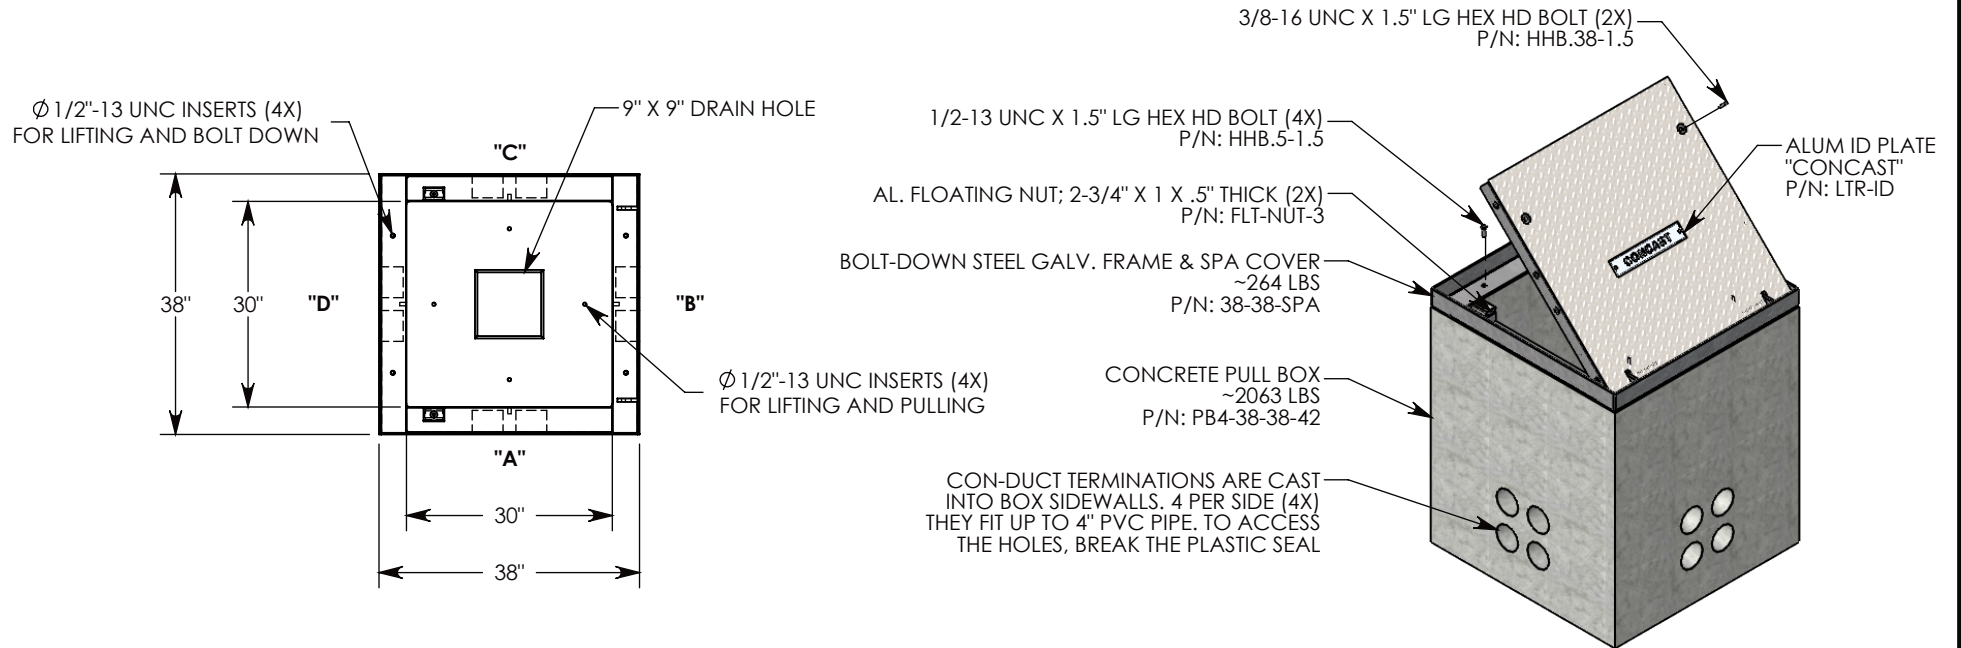 Ø 1/2"-13 UNC INSERTS (4X)
FOR LIFTING AND BOLT DOWN
9" X 9" DRAIN HOLE
"C"
38"
30"
"D"
"B"
Ø 1/2"-13 UNC INSERTS (4X)
FOR LIFTING AND PULLING
"A"
30"
38"
3/8-16 UNC X 1.5" LG HEX HD BOLT (2X)
P/N: HHB.38-1.5
1/2-13 UNC X 1.5" LG HEX HD BOLT (4X)
P/N: HHB.5-1.5
ALUM ID PLATE
"CONCAST"
P/N: LTR-ID
AL. FLOATING NUT; 2-3/4" X 1 X .5" THICK (2X)
P/N: FLT-NUT-3
CONCAST
BOLT-DOWN STEEL GALV. FRAME & SPA COVER
~264 LBS
P/N: 38-38-SPA
CONCRETE PULL BOX
~2063 LBS
P/N: PB4-38-38-42
CON-DUCT TERMINATIONS ARE CAST
INTO BOX SIDEWALLS. 4 PER SIDE (4X)
THEY FIT UP TO 4" PVC PIPE. TO ACCESS
THE HOLES, BREAK THE PLASTIC SEAL